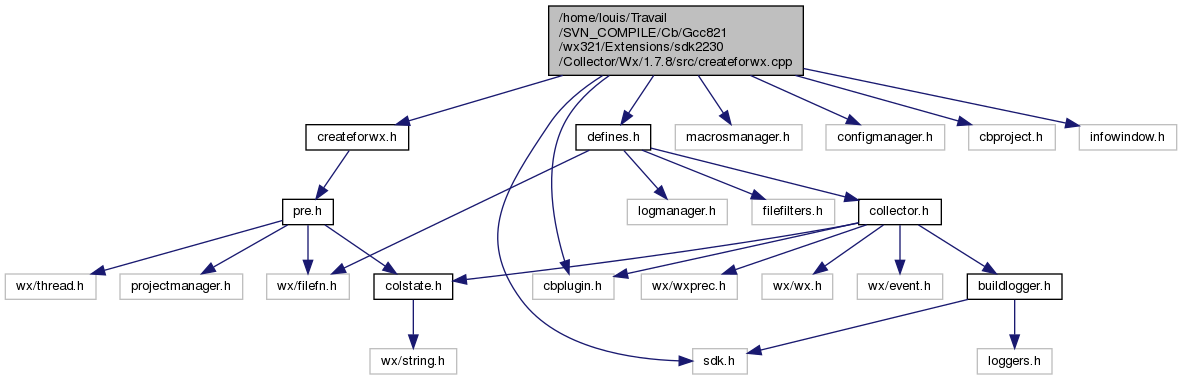 /home/louis/Travail
/SVN_COMPILE/Cb/Gcc821
/wx321/Extensions/sdk2230
/Collector/Wx/1.7.8/src/createforwx.cpp
createforwx.h
defines.h
macrosmanager.h
configmanager.h
cbproject.h
infowindow.h
pre.h
logmanager.h
filefilters.h
collector.h
wx/thread.h
projectmanager.h
wx/filefn.h
colstate.h
cbplugin.h
wx/wxprec.h
wx/wx.h
wx/event.h
buildlogger.h
wx/string.h
sdk.h
loggers.h